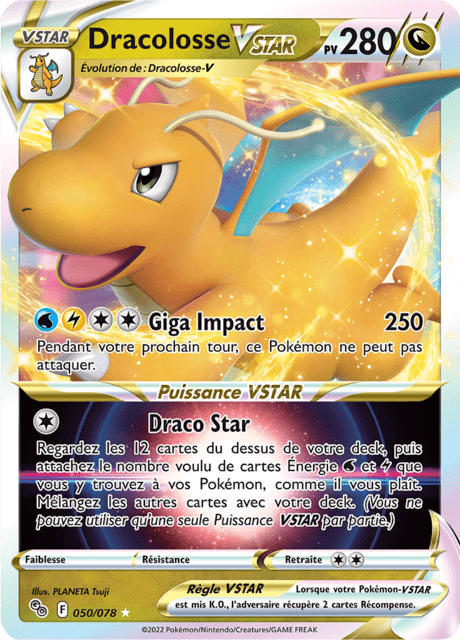 VSTAR Dracolosse VSTAR PV 280
Évolution de : Dracolosse-V
Giga Impact 250
Pendant votre prochain tour, ce Pokémon ne peut pas
attaquer.
Puissance VSTAR
Draco Star
Regardez les 12 cartes du dessus de votre deck, puis
attachez le nombre voulu de cartes Énergie et que
vous y trouvez à vos Pokémon, comme il vous plaît.
Mélangez les autres cartes avec votre deck. (Vous ne
pouvez utiliser qu'une seule Puissance VSTAR par partie.)
Faiblesse Résistance Retraite
Illus. PLANETA Tsuji
Règle VSTAR Lorsque votre Pokémon-VSTAR
est mis K.O., l'adversaire récupère 2 cartes Récompense.
GO F 050/078
©2022 Pokémon/Nintendo/Creatures/GAME FREAK